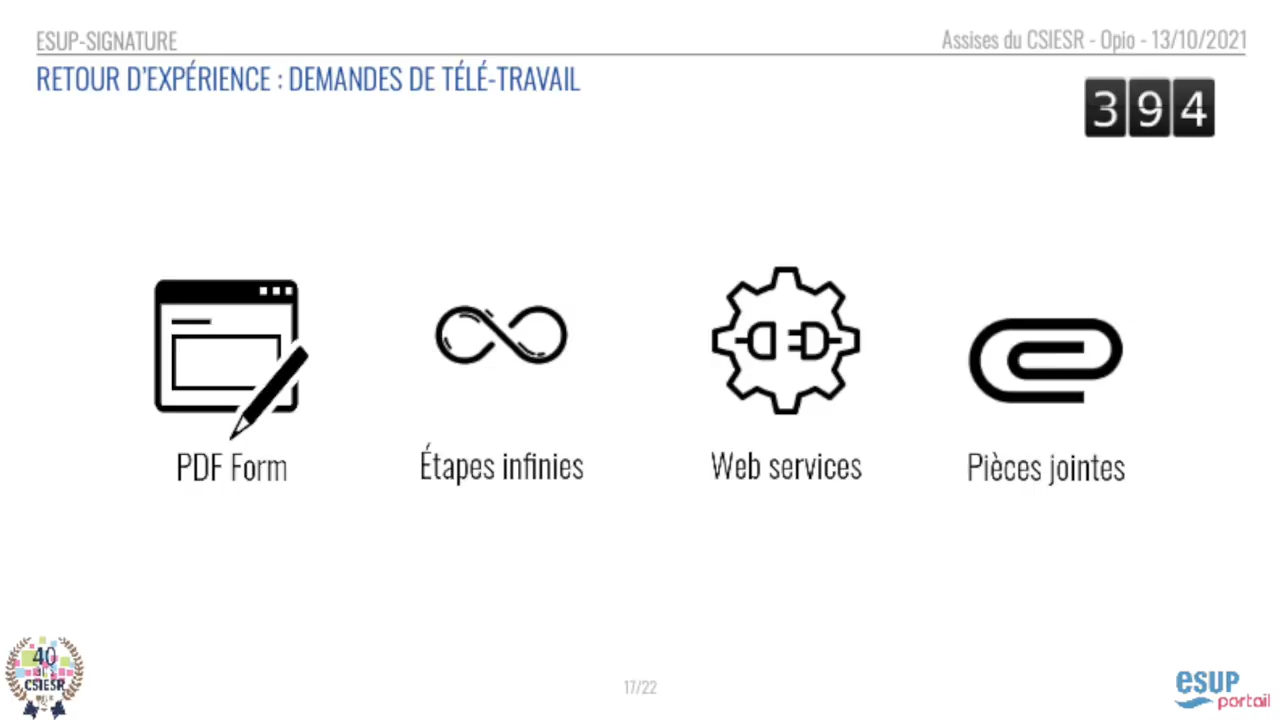 ESUP-SIGNATURE
Assises du CSIESR - Opio - 13/10/2021
RETOUR D'EXPÉRIENCE : DEMANDES DE TÉLÉ-TRAVAIL
394
PDF Form
Étapes infinies
Web services
Pièces jointes
40
CSIESR
17/22
esup
portail